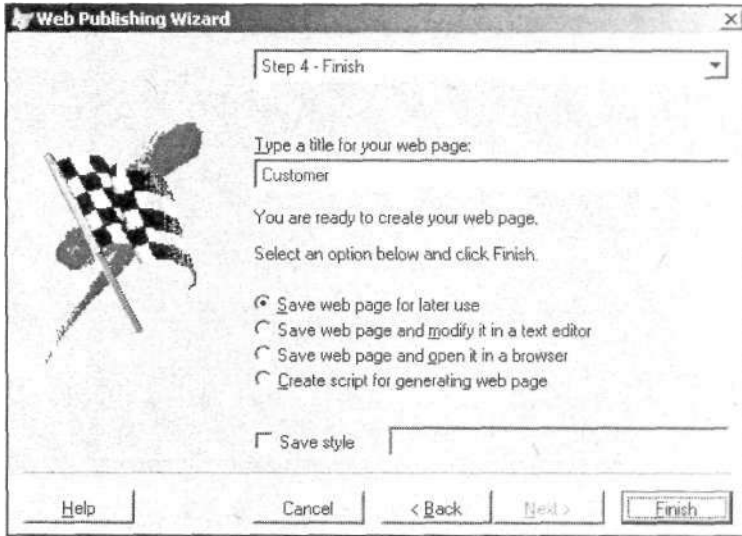 Web Publishing Wizard
Step 4 - Finish
Type a title for your web page:
Customer
You are ready to create your web page.
Select an option below and click Finish.
Save web page for later use
Save web page and modify it in a text editor
Save web page and open it in a browser
Create script for generating web page
Save style
Help Cancel < Back Next > Finish